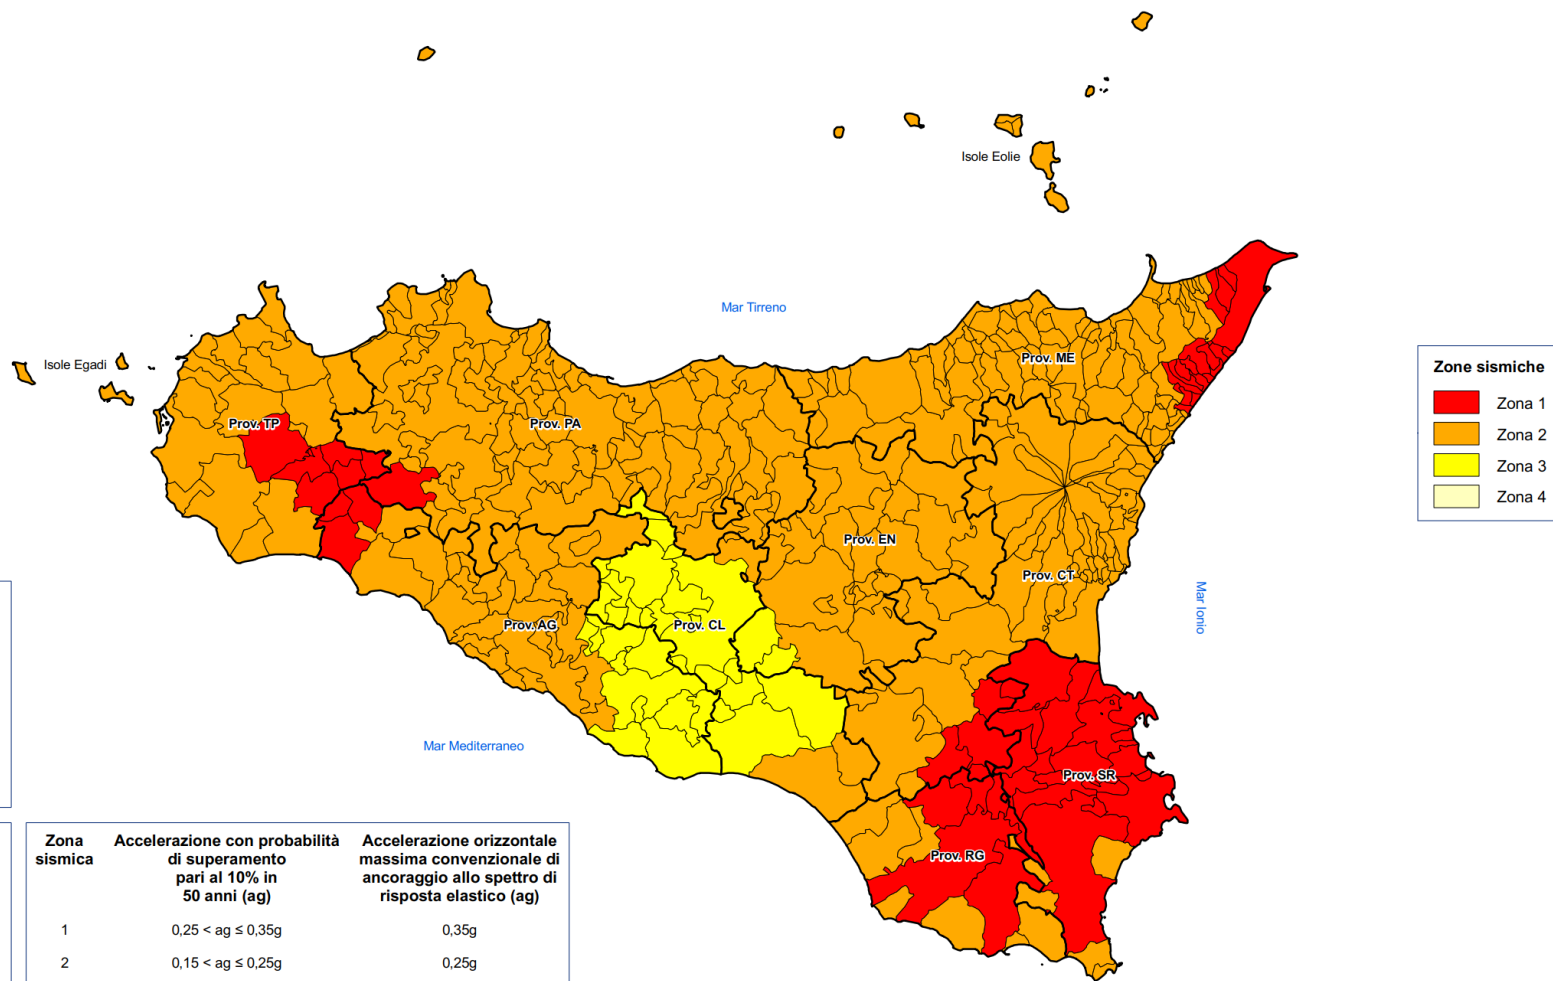 Isole Eolie
Mar Tirreno
Isole Egadi
Prov. ME
Prov. TP
Prov. PA
Prov. EN
Prov. CT
Prov. AG
Prov. CL
Mar Ionio
Mar Mediterraneo
Prov. SR
Prov. RG
Zone sismiche
Zona 1
Zona 2
Zona 3
Zona 4
Zona
sismica
Accelerazione con probabilità
di superamento
pari al 10% in
50 anni (ag)
Accelerazione orizzontale
massima convenzionale di
ancoraggio allo spettro di
risposta elastico (ag)
1 0,25 < ag ≤ 0,35g 0,35g
2 0,15 < ag ≤ 0,25g 0,25g